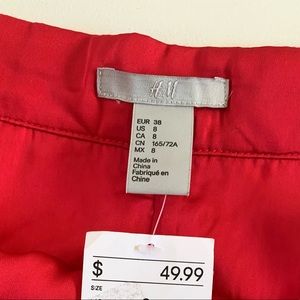 H&M
EUR 38
US 8
CA 8
CN 165/72A
MX 8
Made in
China
Fabriqué en
Chine
$ 49.99
SIZE